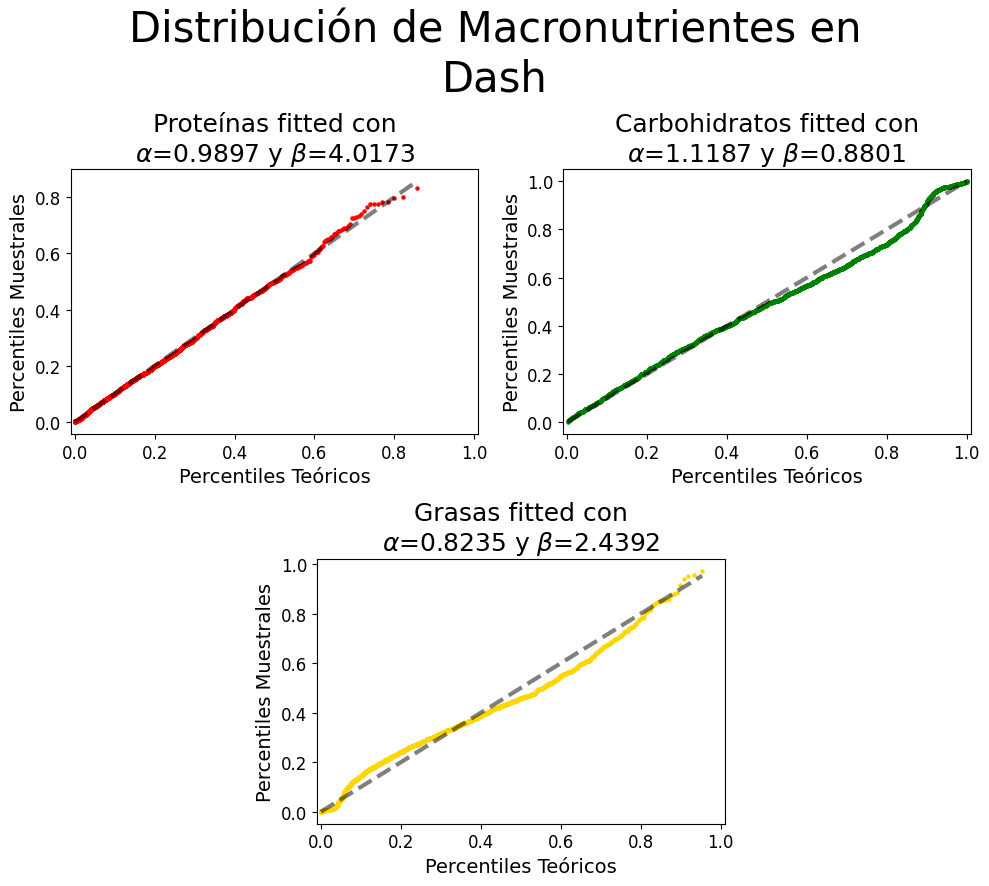 Distribución de Macronutrientes en
Dash
Proteínas fitted con
α=0.9897 y β=4.0173
Percentiles Muestrales
0.8
0.6
0.4
0.2
0.0
0.0 0.2 0.4 0.6 0.8 1.0
Percentiles Teóricos
Carbohidratos fitted con
α=1.1187 y β=0.8801
Percentiles Muestrales
1.0
0.8
0.6
0.4
0.2
0.0
0.0 0.2 0.4 0.6 0.8 1.0
Percentiles Teóricos
Grasas fitted con
α=0.8235 y β=2.4392
Percentiles Muestrales
1.0
0.8
0.6
0.4
0.2
0.0
0.0 0.2 0.4 0.6 0.8 1.0
Percentiles Teóricos